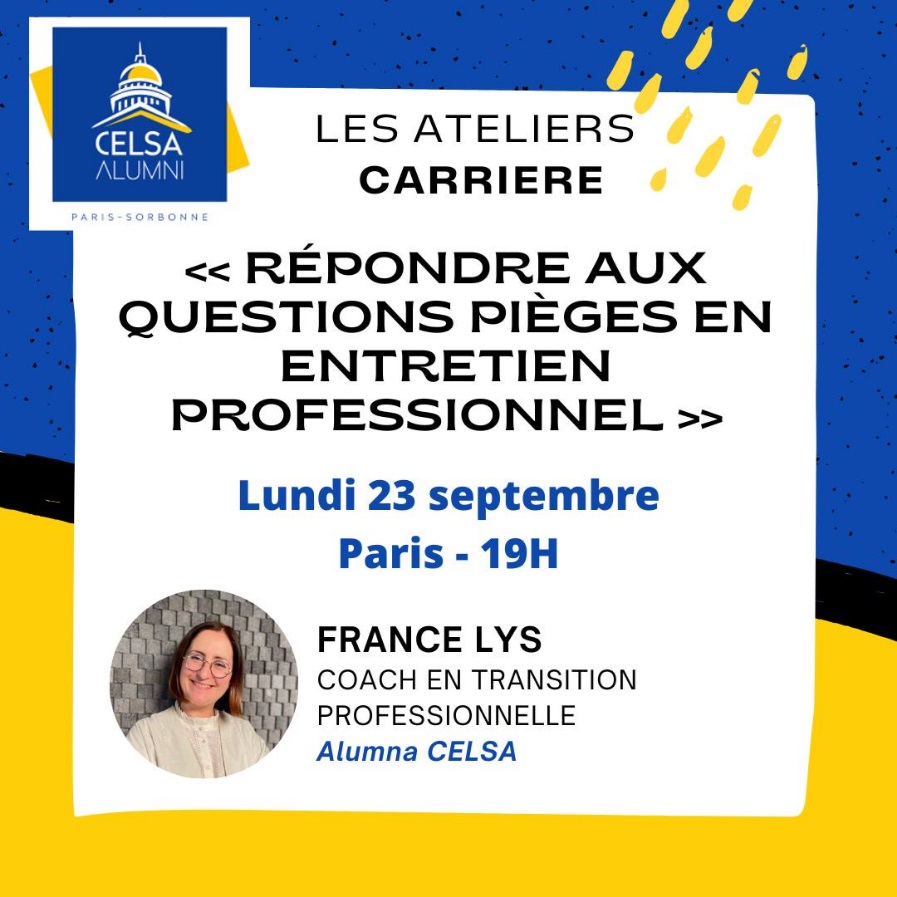 CELSA
ALUMNI
PARIS-SORBONNE
LES ATELIERS
CARRIERE
<< RÉPONDRE AUX
QUESTIONS PIÈGES EN
ENTRETIEN
PROFESSIONNEL >>
Lundi 23 septembre
Paris - 19H
FRANCE LYS
COACH EN TRANSITION
PROFESSIONNELLE
Alumna CELSA